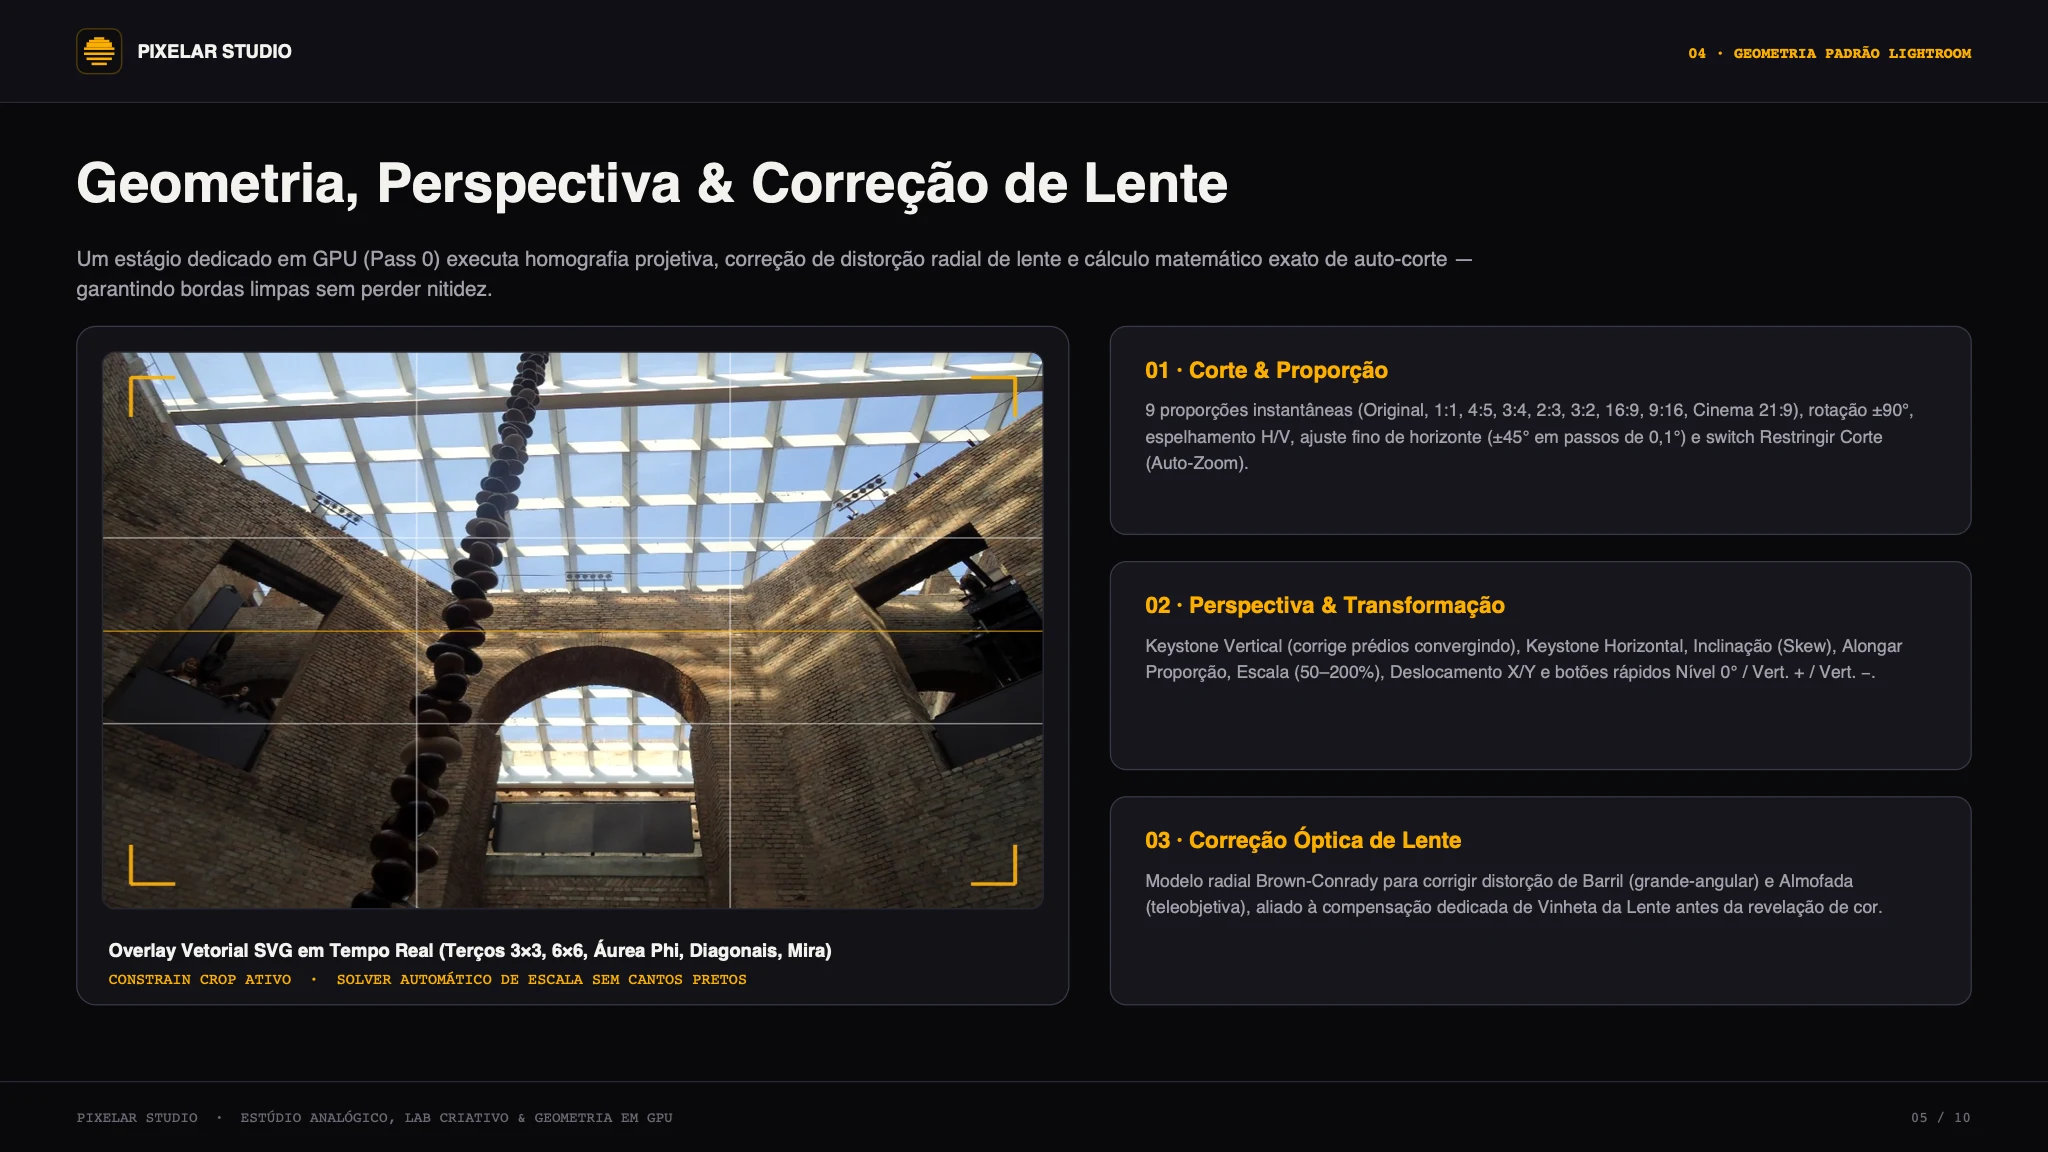 PIXELAR STUDIO
04 · GEOMETRIA PADRÃO LIGHTROOM
Geometria, Perspectiva & Correção de Lente
Um estágio dedicado em GPU (Pass 0) executa homografia projetiva, correção de distorção radial de lente e cálculo matemático exato de auto-corte —
garantindo bordas limpas sem perder nitidez.
Overlay Vetorial SVG em Tempo Real (Terços 3×3, 6×6, Áurea Phi, Diagonais, Mira)
CONSTRAIN CROP ATIVO · SOLVER AUTOMÁTICO DE ESCALA SEM CANTOS PRETOS
01 · Corte & Proporção
9 proporções instantâneas (Original, 1:1, 4:5, 3:4, 2:3, 3:2, 16:9, 9:16, Cinema 21:9), rotação ±90°,
espelhamento H/V, ajuste fino de horizonte (±45° em passos de 0,1°) e switch Restringir Corte
(Auto-Zoom).
02 · Perspectiva & Transformação
Keystone Vertical (corrige prédios convergindo), Keystone Horizontal, Inclinação (Skew), Alongar
Proporção, Escala (50–200%), Deslocamento X/Y e botões rápidos Nível 0° / Vert. + / Vert. −.
03 · Correção Óptica de Lente
Modelo radial Brown-Conrady para corrigir distorção de Barril (grande-angular) e Almofada
(teleobjetiva), aliado à compensação dedicada de Vinheta da Lente antes da revelação de cor.
PIXELAR STUDIO · ESTÚDIO ANALÓGICO, LAB CRIATIVO & GEOMETRIA EM GPU
05 / 10